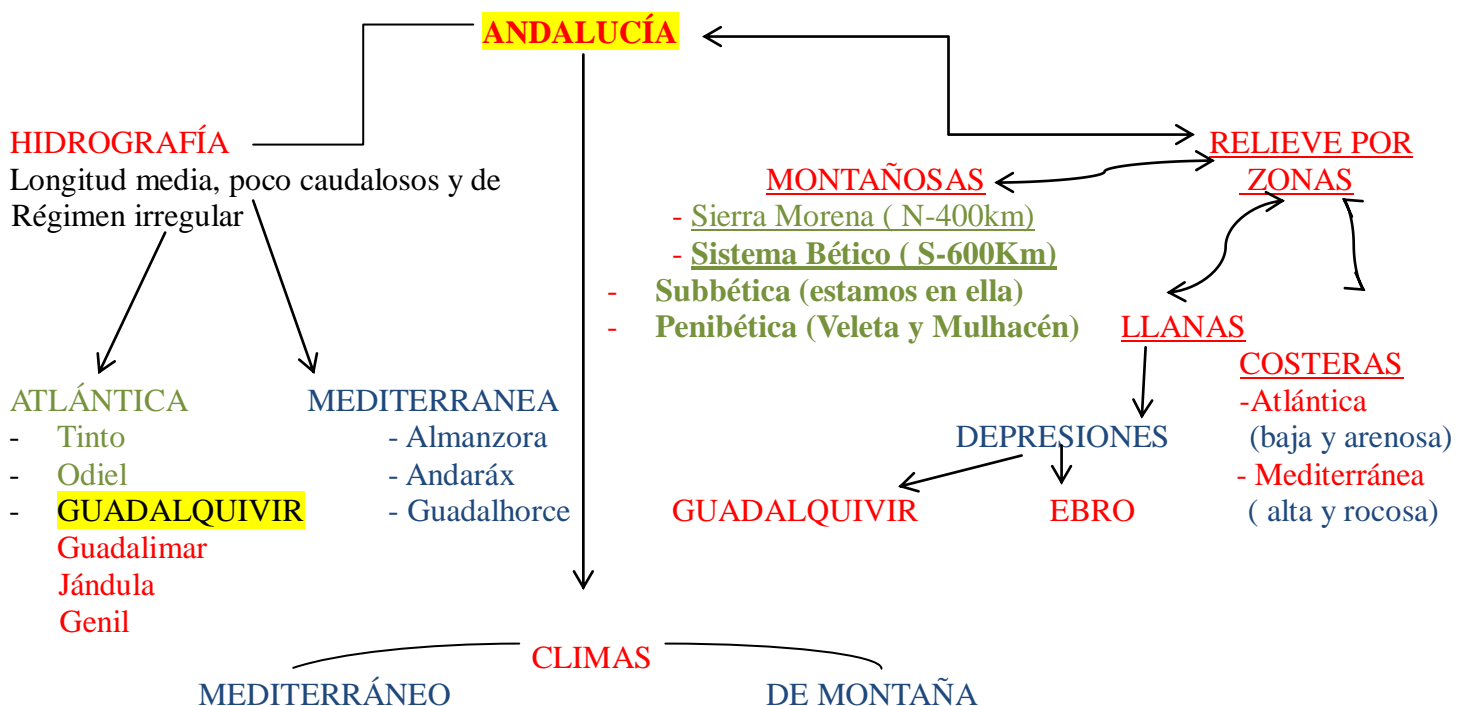 ANDALUCÍA
HIDROGRAFÍA
Longitud media, poco caudalosos y de
Régimen irregular
ATLÁNTICA
- Tinto
- Odiel
- GUADALQUIVIR
Guadalimar
Jándula
Genil
MEDITERRANEA
- Almanzora
- Andaráx
- Guadalhorce
RELIEVE POR
ZONAS
MONTAÑOSAS
- Sierra Morena ( N-400km)
- Sistema Bético ( S-600Km)
- Subbética (estamos en ella)
- Penibética (Veleta y Mulhacén)
LLANAS
DEPRESIONES
GUADALQUIVIR
EBRO
COSTERAS
-Atlántica
(baja y arenosa)
- Mediterránea
( alta y rocosa)
CLIMAS
MEDITERRÁNEO
DE MONTAÑA